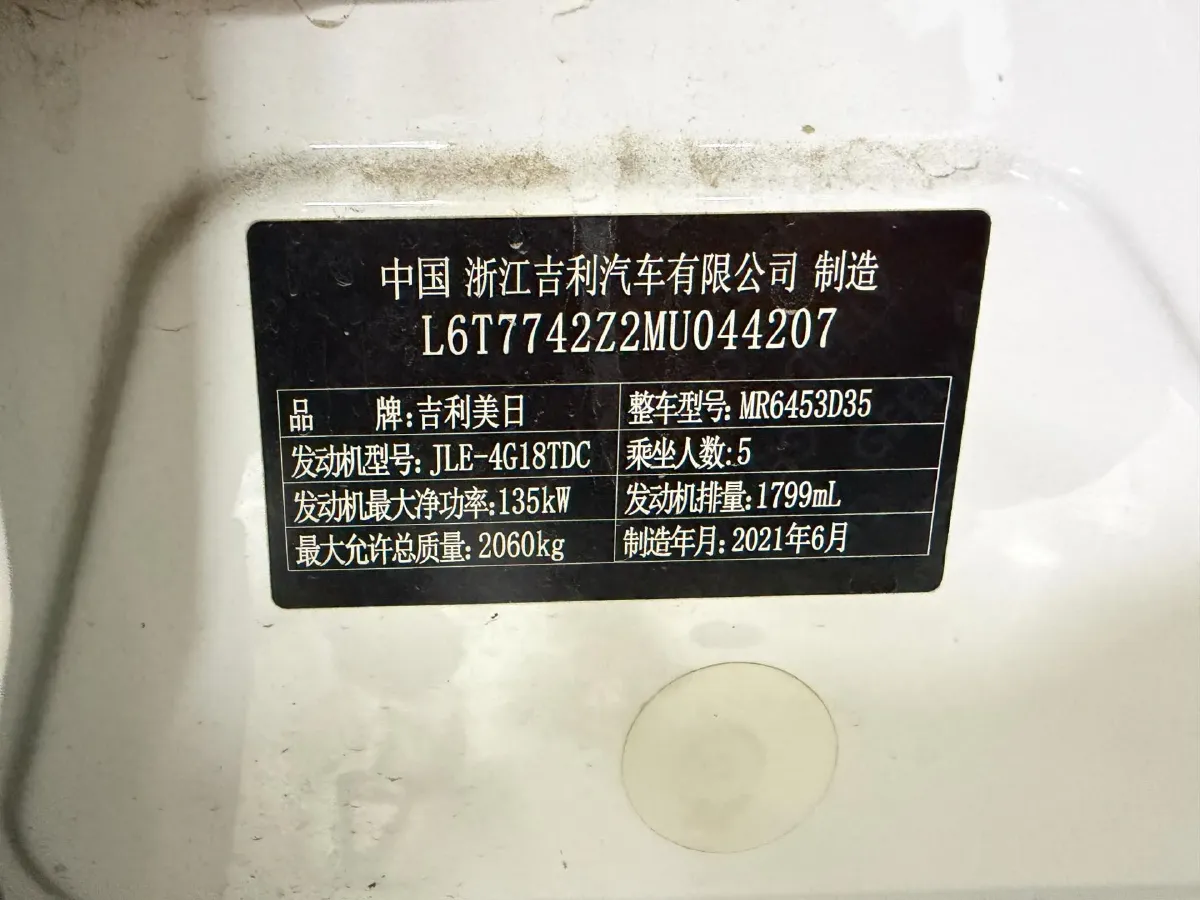 中国 浙江吉利汽车有限公司 制造
L6T7742Z2MU044207
品 牌:吉利美日 整车型号:MR6453D35
发动机型号:JLE-4G18TDC 乘坐人数:5
发动机最大净功率:135kW 发动机排量:1799mL
最大允许总质量:2060kg 制造年月:2021年6月